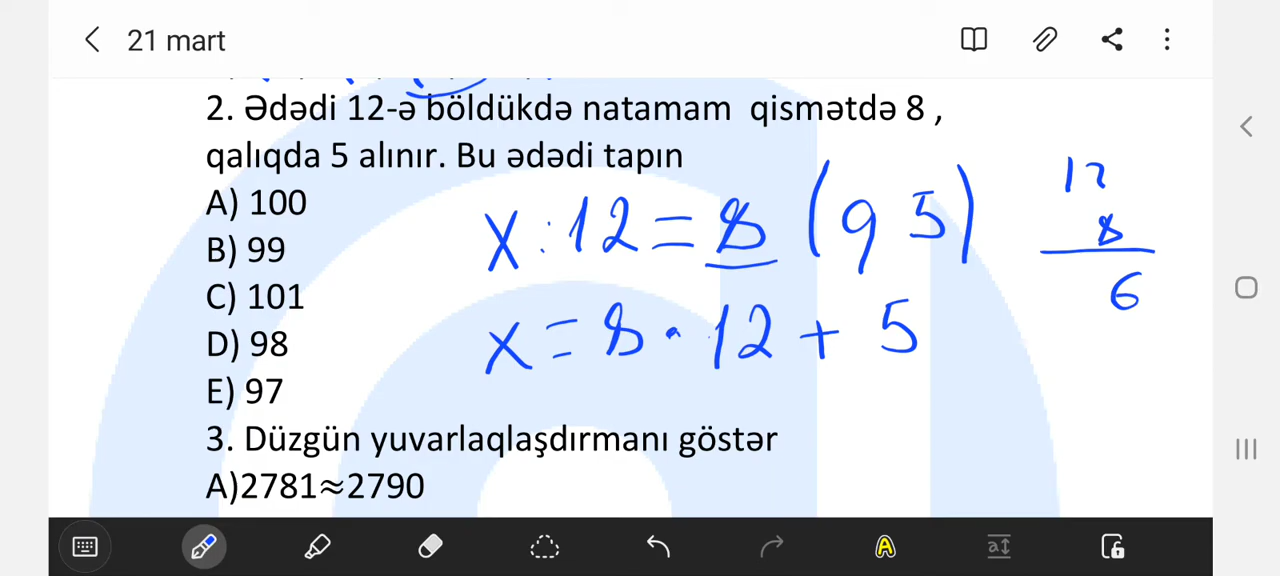 21 mart
2. Ədədi 12-ə böldükdə natamam qismətdə 8 ,
qalıqda 5 alınır. Bu ədədi tapın
A) 100
B) 99
C) 101
D) 98
E) 97
x : 12 = 8 (9 5)
x = 8 · 12 + 5
12
8
6
3. Düzgün yuvarlaqlaşdırmanı göstər
A)2781≈2790